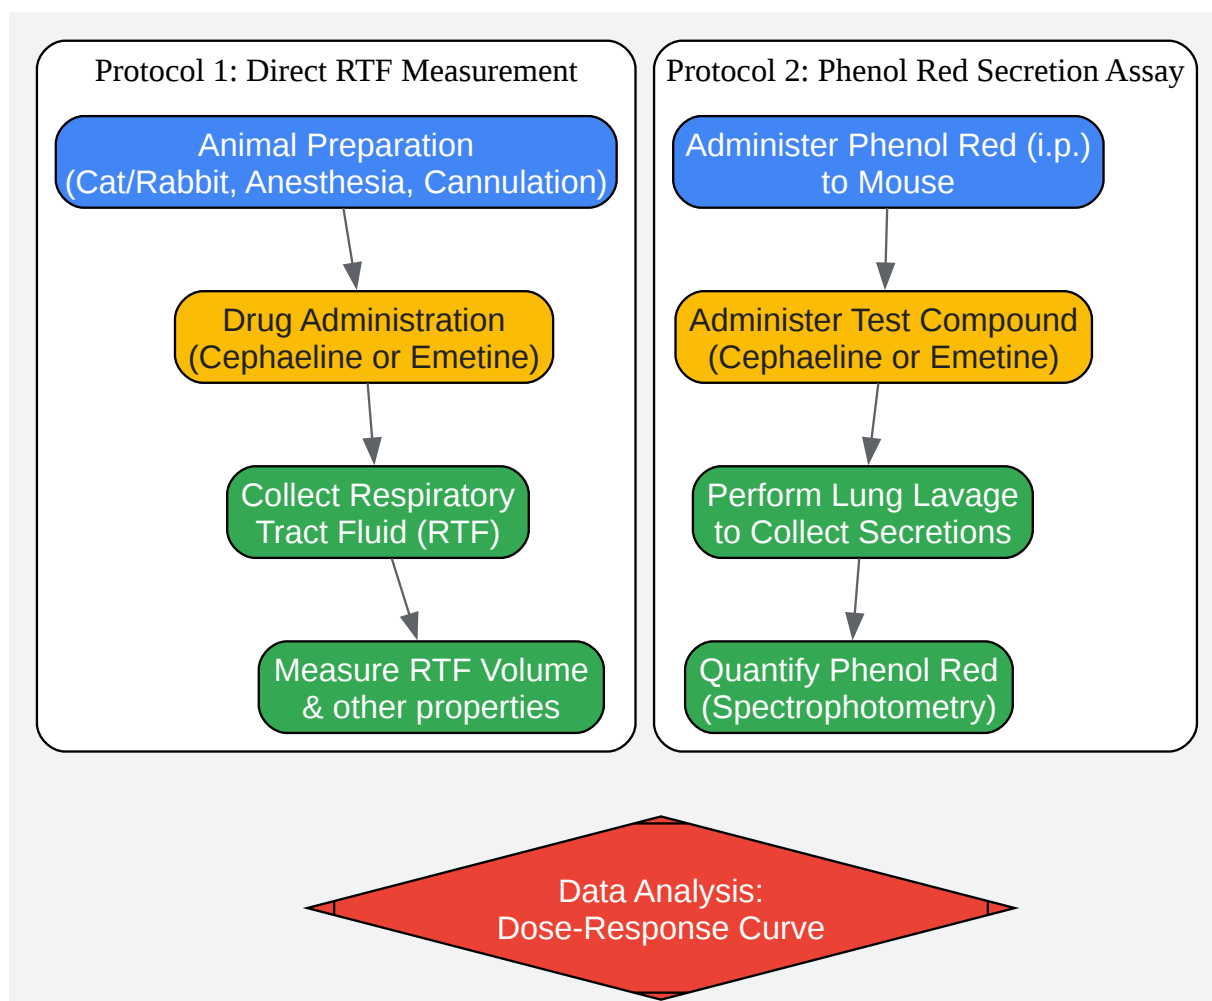 Protocol 1: Direct RTF Measurement
Animal Preparation
(Cat/Rabbit, Anesthesia, Cannulation)
Drug Administration
(Cephaeline or Emetine)
Collect Respiratory
Tract Fluid (RTF)
Measure RTF Volume
& other properties
Protocol 2: Phenol Red Secretion Assay
Administer Phenol Red (i.p.)
to Mouse
Administer Test Compound
(Cephaeline or Emetine)
Perform Lung Lavage
to Collect Secretions
Quantify Phenol Red
(Spectrophotometry)
Data Analysis:
Dose-Response Curve